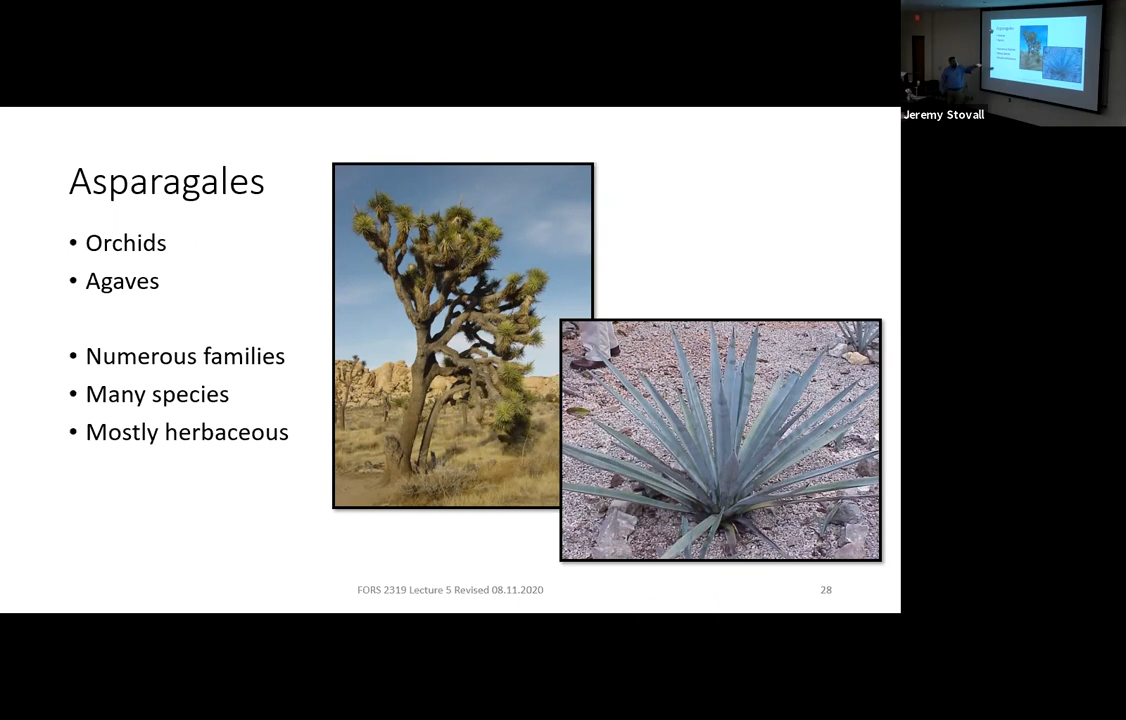 Asparagales
• Orchids
• Agaves
• Numerous families
• Many species
• Mostly herbaceous
FORS 2319 Lecture 5 Revised 08.11.2020
28
Jeremy Stovall